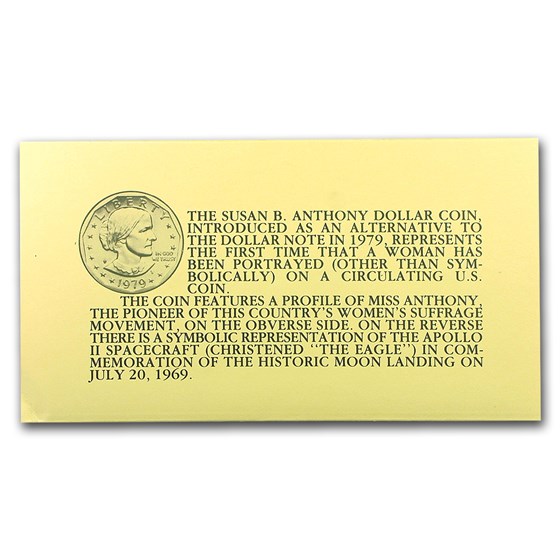 LIBERTY
IN GOD
WE TRUST
1979
THE SUSAN B. ANTHONY DOLLAR COIN,
INTRODUCED AS AN ALTERNATIVE TO
THE DOLLAR NOTE IN 1979, REPRESENTS
THE FIRST TIME THAT A WOMAN HAS
BEEN PORTRAYED (OTHER THAN SYM-
BOLICALLY) ON A CIRCULATING U.S.
COIN.
THE COIN FEATURES A PROFILE OF MISS ANTHONY,
THE PIONEER OF THIS COUNTRY'S WOMEN'S SUFFRAGE
MOVEMENT, ON THE OBVERSE SIDE. ON THE REVERSE
THERE IS A SYMBOLIC REPRESENTATION OF THE APOLLO
II SPACECRAFT (CHRISTENED "THE EAGLE") IN COM-
MEMORATION OF THE HISTORIC MOON LANDING ON
JULY 20, 1969.